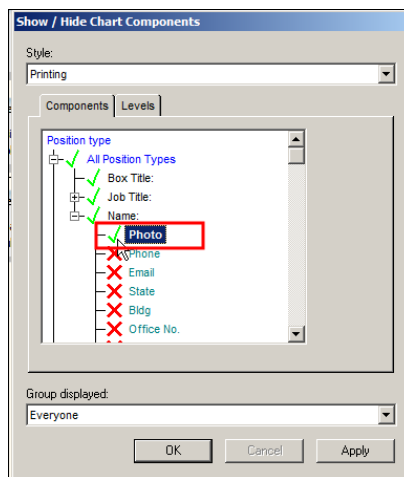 Show / Hide Chart Components
Style:
Printing
Components Levels
Position type
All Position Types
Box Title:
Job Title:
Name:
Photo
Phone
Email
State
Bldg
Office No.
Group displayed:
Everyone
OK Cancel Apply